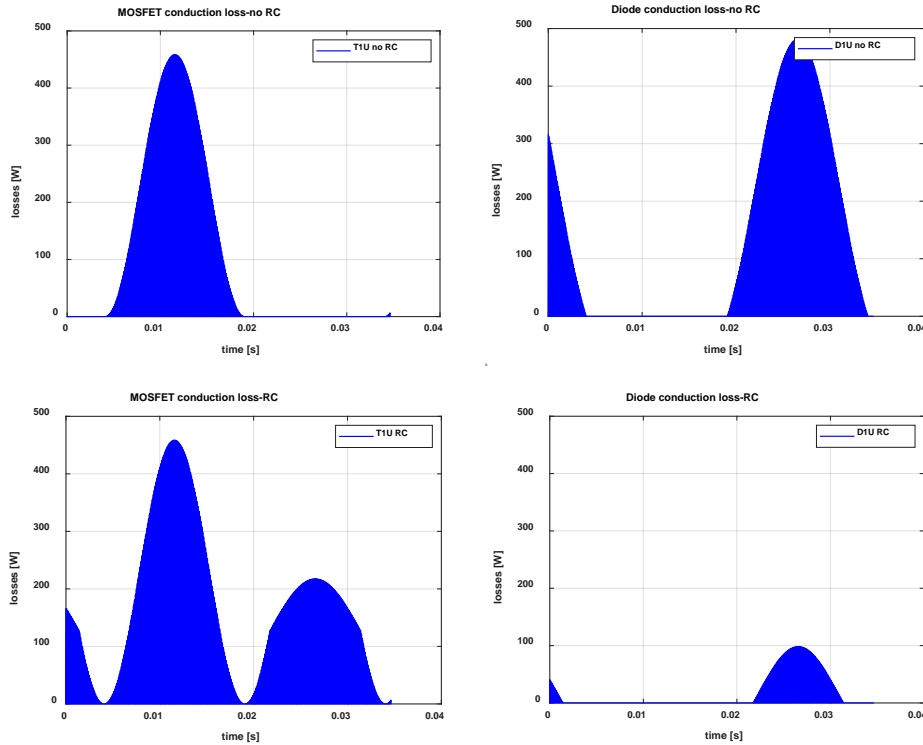 MOSFET conduction loss-no RC
500
400
300
200
100
0
losses [W]
T1U no RC
0
0.01
0.02
0.03
0.04
time [s]
Diode conduction loss-no RC
500
400
300
200
100
0
losses [W]
D1U no RC
0
0.01
0.02
0.03
0.04
time [s]
MOSFET conduction loss-RC
500
400
300
200
100
0
losses [W]
T1U RC
0
0.01
0.02
0.03
0.04
time [s]
Diode conduction loss-RC
500
400
300
200
100
0
losses [W]
D1U RC
0
0.01
0.02
0.03
0.04
time [s]